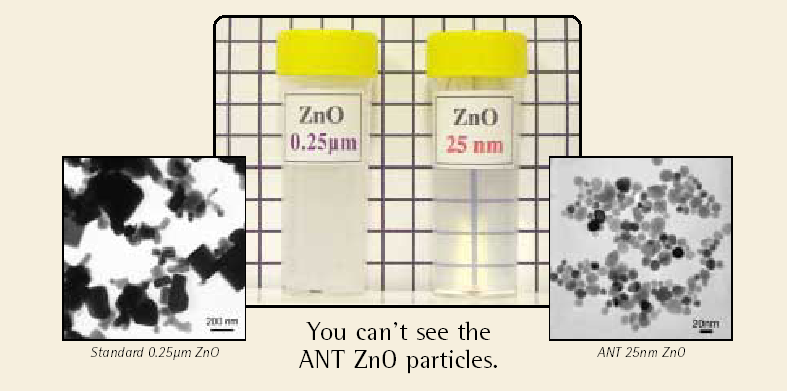 ZnO
0.25µm
ZnO
25 nm
200 nm
20nm
Standard 0.25µm ZnO
You can't see the
ANT ZnO particles.
ANT 25nm ZnO